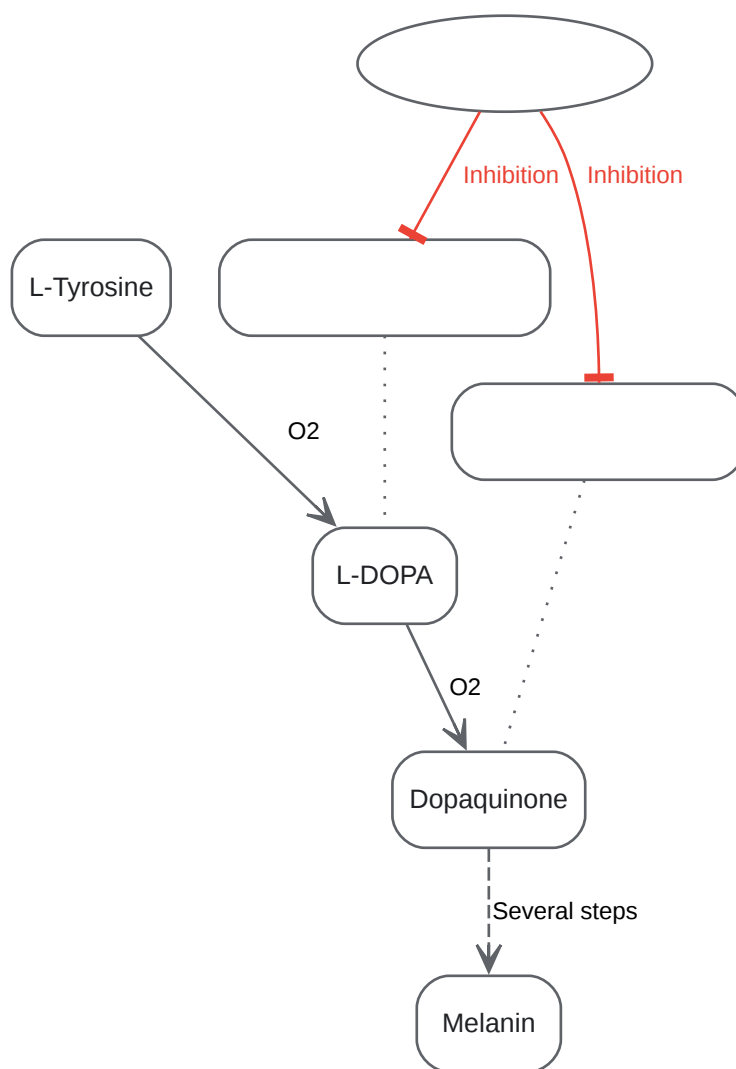 Inhibition
Inhibition
L-Tyrosine
O2
L-DOPA
O2
Dopaquinone
Several steps
Melanin